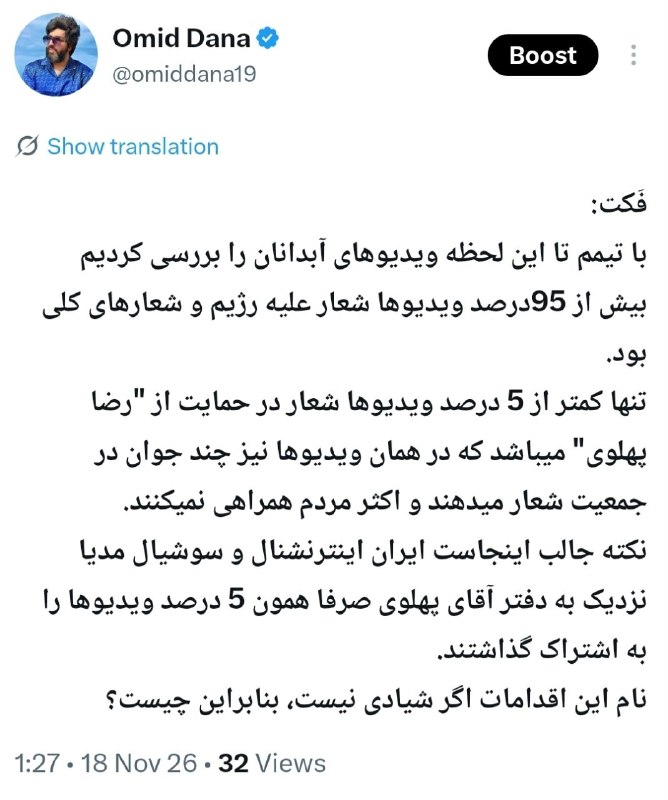 Omid Dana
@omiddana19
Boost
Show translation
فَکت:
با تیمم تا این لحظه ویدیوهای آبدانان را بررسی کردیم
بیش از 95درصد ویدیوها شعار علیه رژیم و شعارهای کلی
بود.
تنها کمتر از 5 درصد ویدیوها شعار در حمایت از "رضا
پهلوی" میباشد که در همان ویدیوها نیز چند جوان در
جمعیت شعار میدهند و اکثر مردم همراهی نمیکنند.
نکته جالب اینجاست ایران اینترنشنال و سوشیال مدیا
نزدیک به دفتر آقای پهلوی صرفا همون 5 درصد ویدیوها را
به اشتراک گذاشتند.
نام این اقدامات اگر شیادی نیست، بنابراین چیست؟
1:27 • 18 Nov 26 • 32 Views